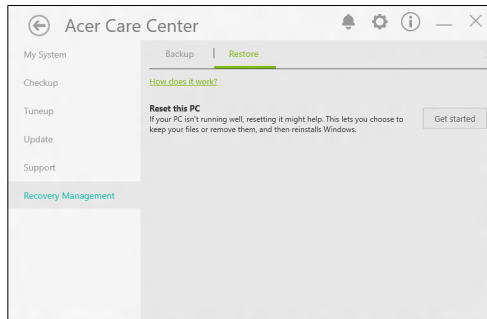 Acer Care Center
My System
Checkup
Tuneup
Update
Support
Recovery Management
Backup | Restore
How does it work?
Reset this PC
If your PC isn't running well, resetting it might help. This lets you choose to
keep your files or remove them, and then reinstalls Windows.
Get started